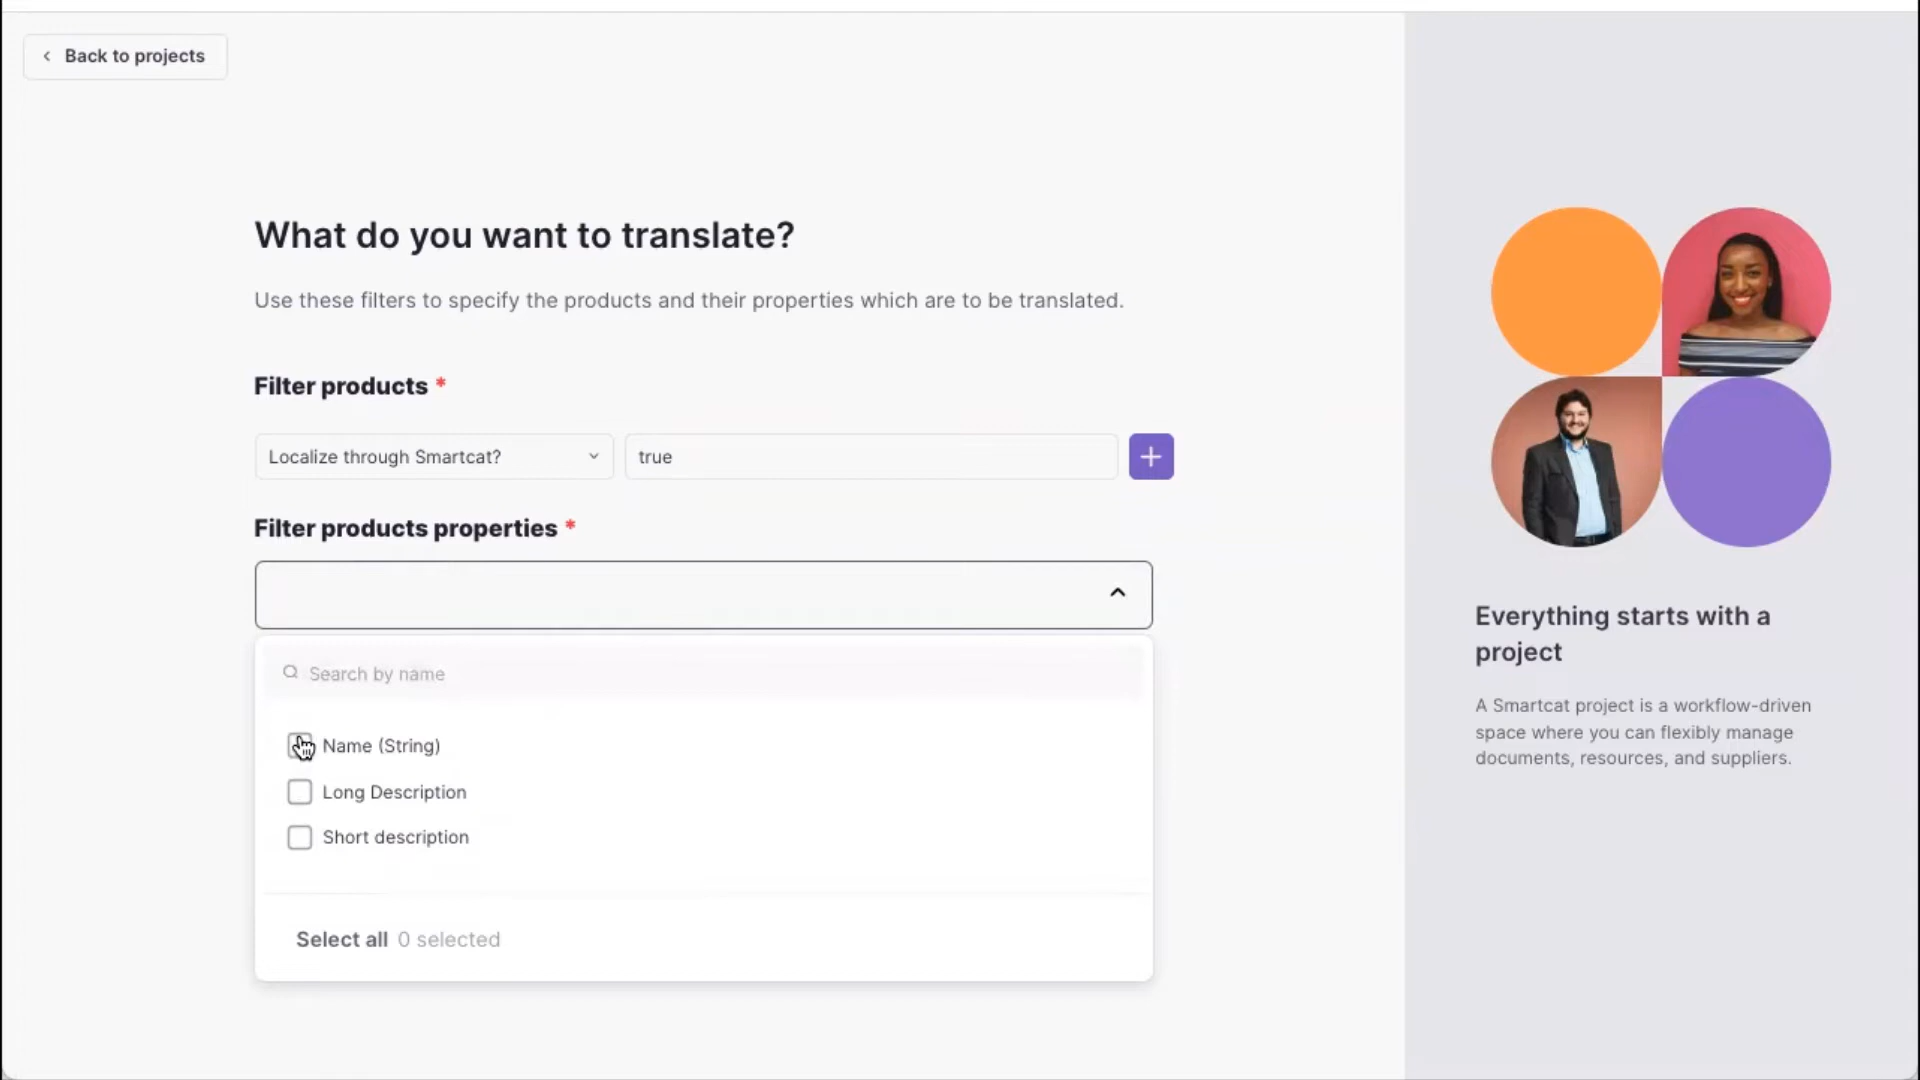 Back to projects
What do you want to translate?
Use these filters to specify the products and their properties which are to be translated.
Filter products *
Localize through Smartcat?
true
Filter products properties *
Search by name
Name (String)
Long Description
Short description
Select all 0 selected
Everything starts with a
project
A Smartcat project is a workflow-driven
space where you can flexibly manage
documents, resources, and suppliers.